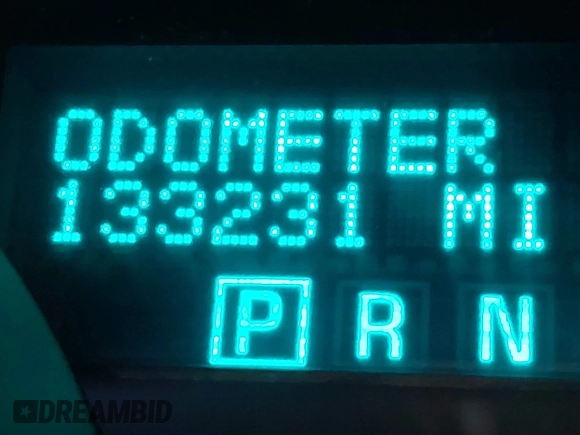 ODOMETER
133231 MI
P R N
DREAMBID